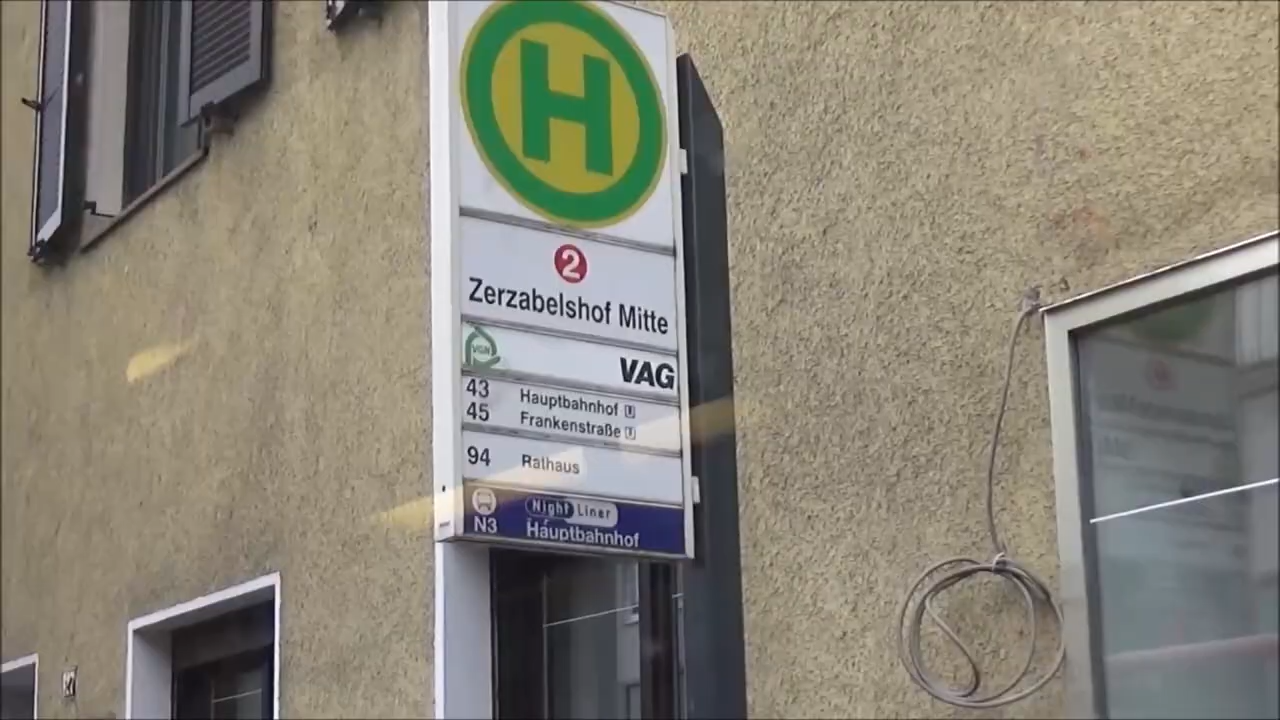 H
2
Zerzabelshof Mitte
VGN
VAG
43 Hauptbahnhof U
45 Frankenstraße U
94 Rathaus
Night Liner
N3 Hauptbahnhof